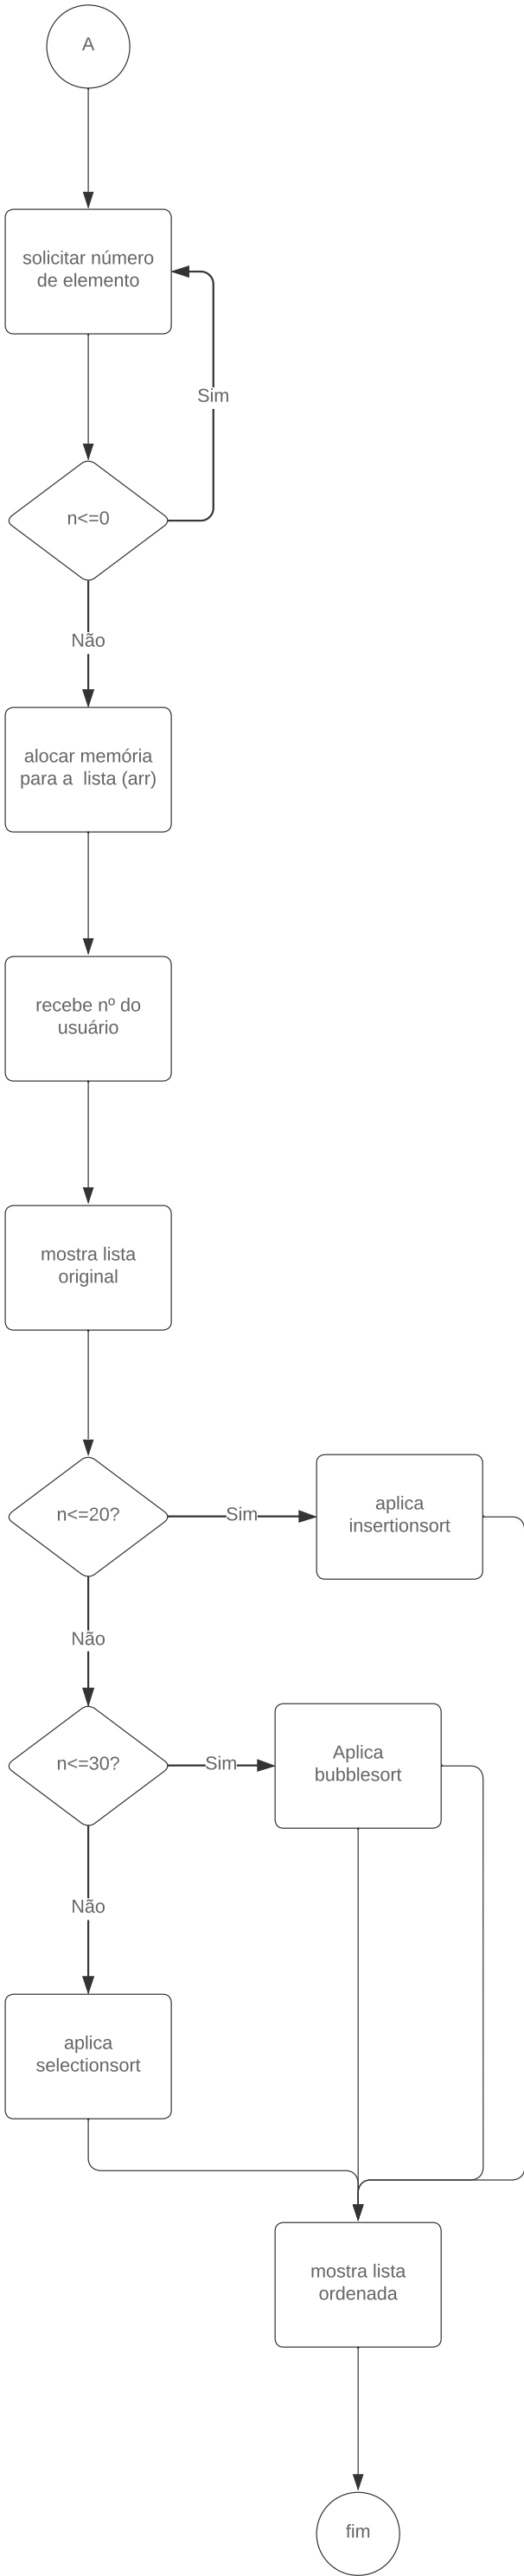 A
solicitar número
de elemento
Sim
n<=0
Não
alocar memória
para a  lista (arr)
recebe nº do
usuário
mostra lista
original
n<=20?
Sim
aplica
insertionsort
Não
n<=30?
Sim
Aplica
bubblesort
Não
aplica
selectionsort
mostra lista
ordenada
fim